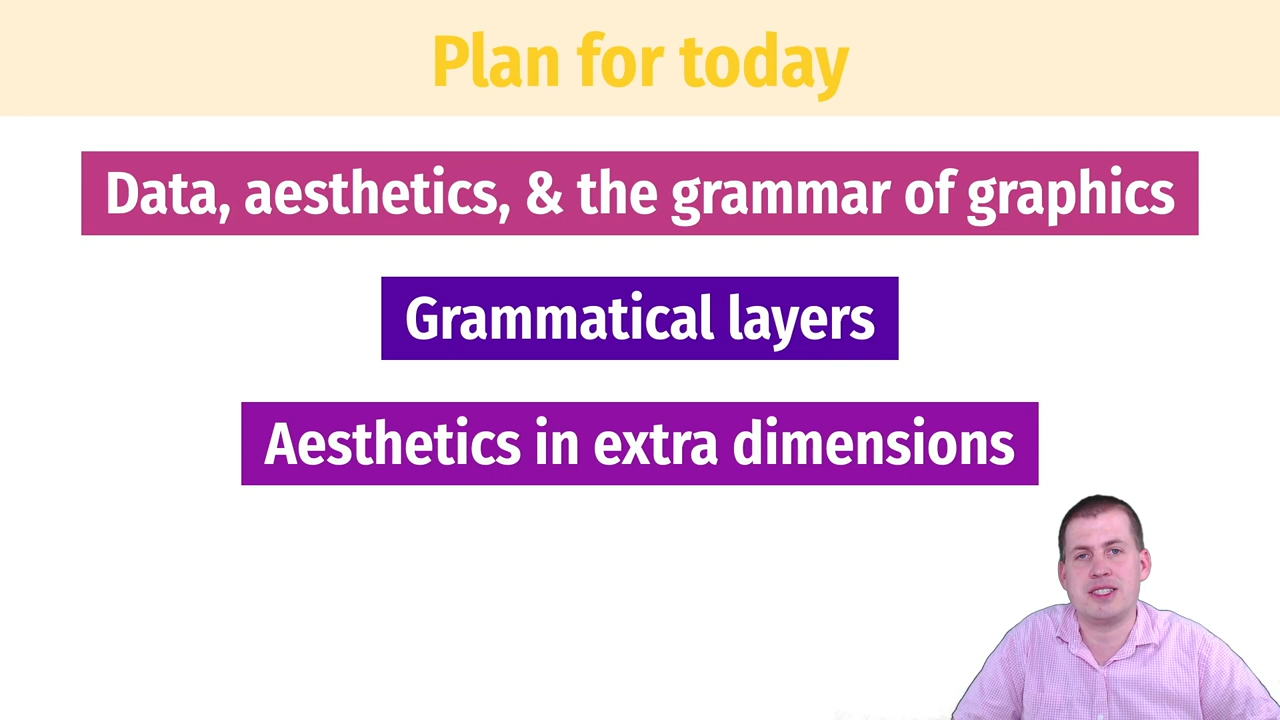 Plan for today
Data, aesthetics, & the grammar of graphics
Grammatical layers
Aesthetics in extra dimensions